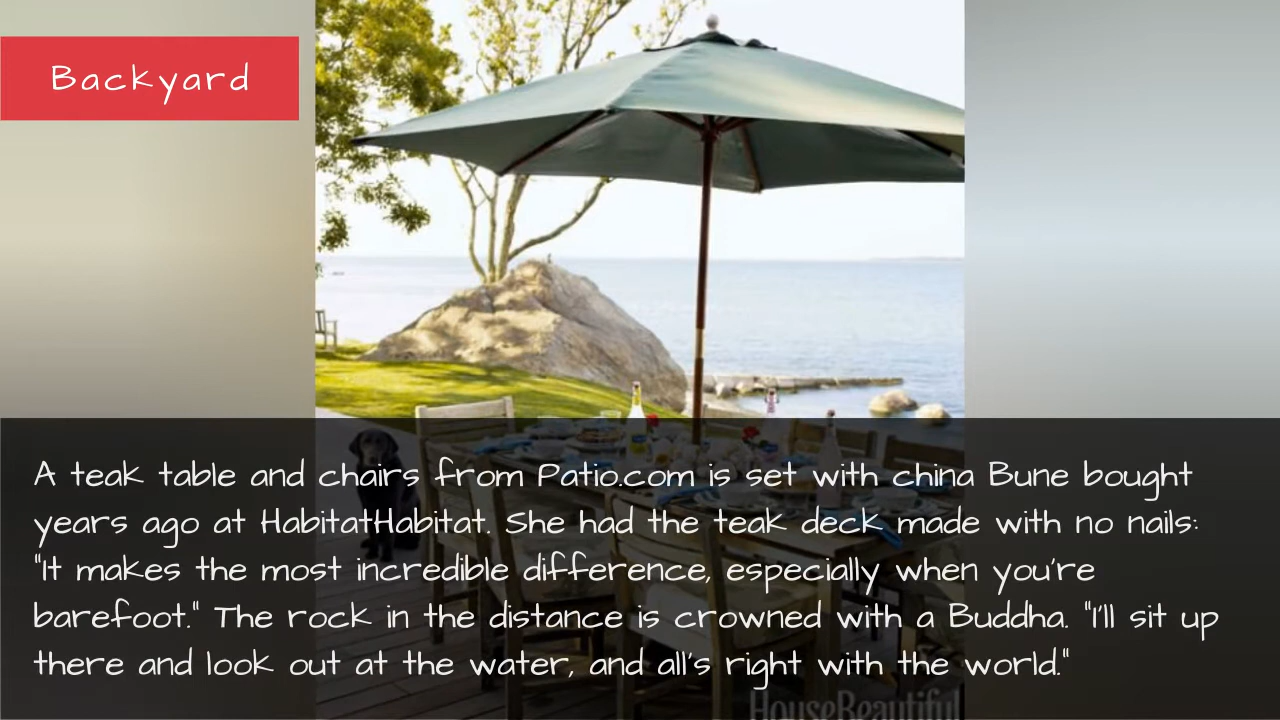 Backyard
A teak table and chairs from Patio.com is set with china Bune bought
years ago at HabitatHabitat. She had the teak deck made with no nails:
"It makes the most incredible difference, especially when you're
barefoot." The rock in the distance is crowned with a Buddha. "I'll sit up
there and look out at the water, and all's right with the world."
HouseBeautiful